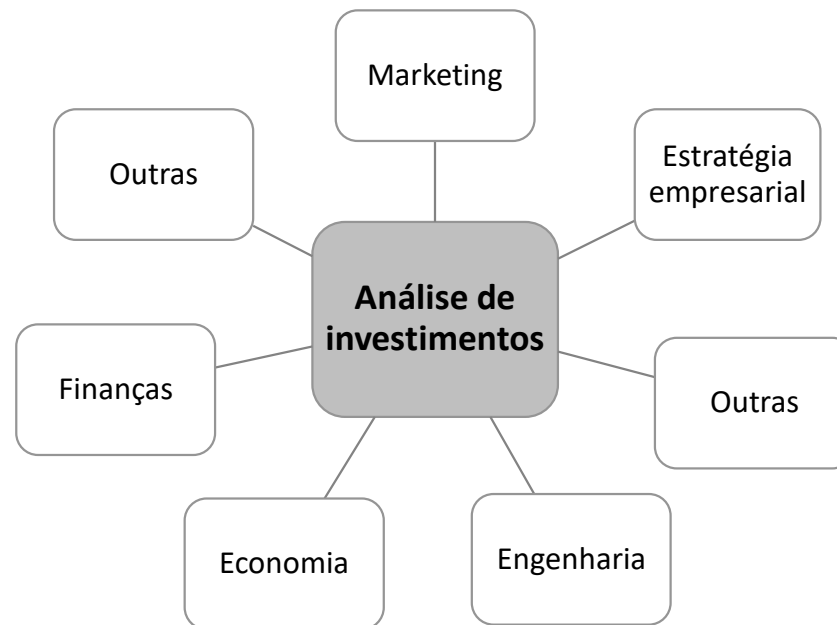 Marketing
Outras
Estratégia
empresarial
Análise de
investimentos
Finanças
Outras
Economia
Engenharia